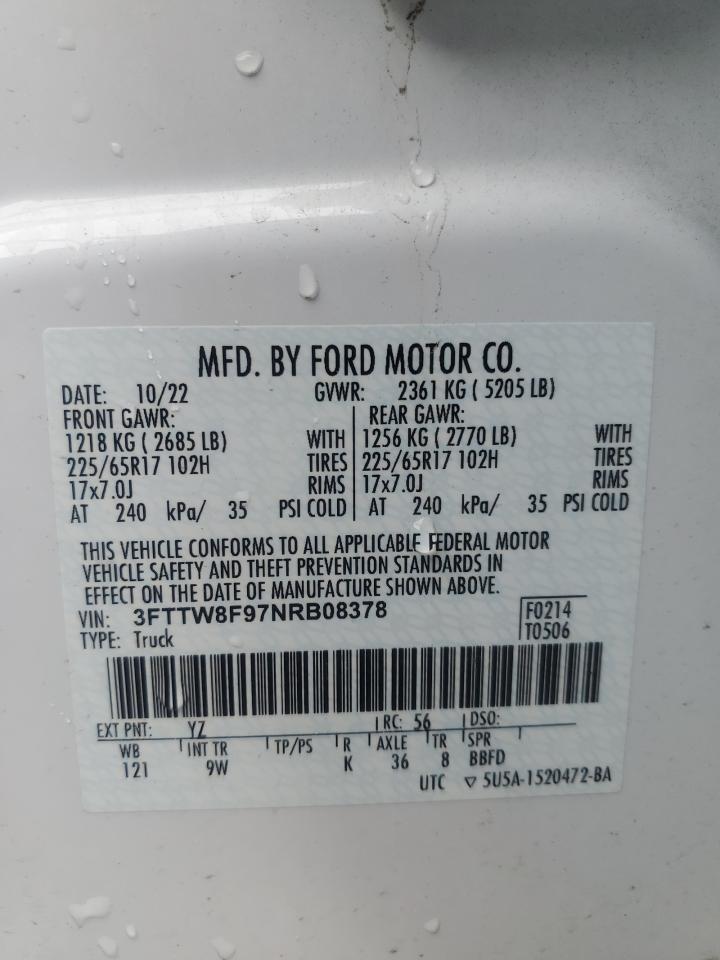 MFD. BY FORD MOTOR CO.
DATE: 10/22 GVWR: 2361 KG ( 5205 LB)
FRONT GAWR: REAR GAWR:
1218 KG ( 2685 LB) WITH 1256 KG ( 2770 LB) WITH
225/65R17 102H TIRES 225/65R17 102H TIRES
17x7.0J RIMS 17x7.0J RIMS
AT 240 kPa/ 35 PSI COLD AT 240 kPa/ 35 PSI COLD
THIS VEHICLE CONFORMS TO ALL APPLICABLE FEDERAL MOTOR
VEHICLE SAFETY AND THEFT PREVENTION STANDARDS IN
EFFECT ON THE DATE OF MANUFACTURE SHOWN ABOVE.
VIN: 3FTTW8F97NRB08378 F0214
TYPE: Truck T0506
EXT PNT: YZ RC: 56 DSO:
WB INT TR TP/PS R AXLE TR SPR
121 9W K 36 8 BBFD
UTC ▽ 5U5A-1520472-BA